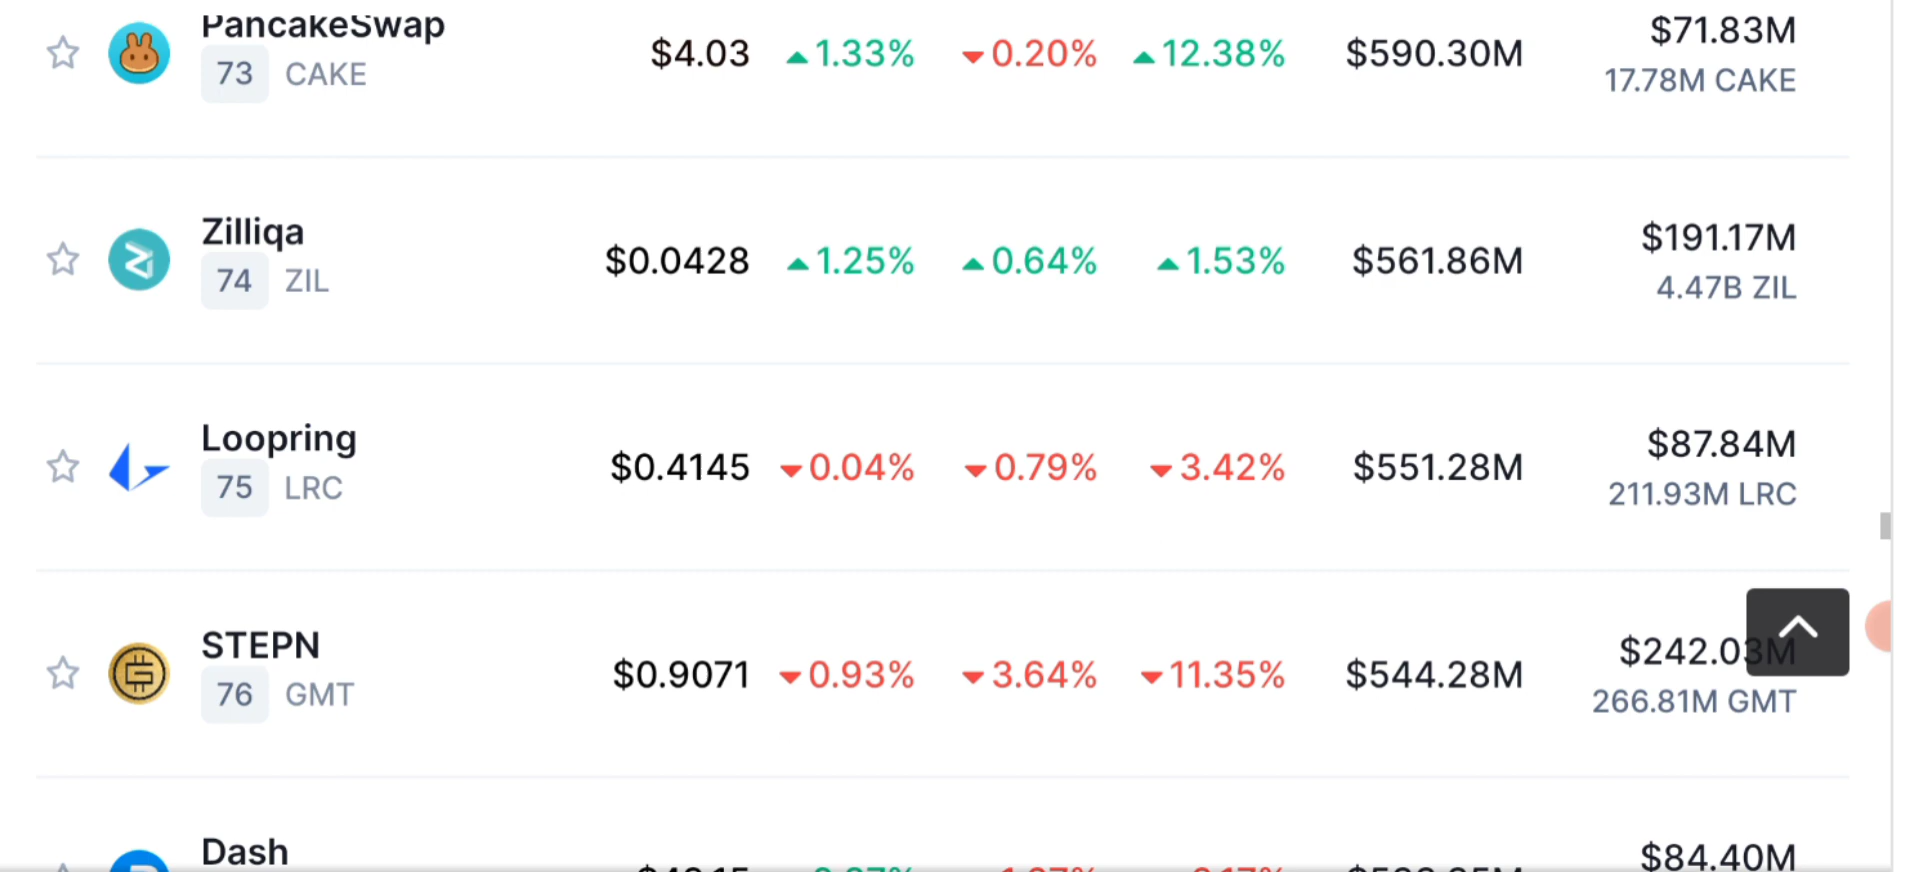 PancakeSwap
73 CAKE
$4.03 1.33% 0.20% 12.38% $590.30M $71.83M
17.78M CAKE
Zilliqa
74 ZIL
$0.0428 1.25% 0.64% 1.53% $561.86M $191.17M
4.47B ZIL
Loopring
75 LRC
$0.4145 0.04% 0.79% 3.42% $551.28M $87.84M
211.93M LRC
STEPN
76 GMT
$0.9071 0.93% 3.64% 11.35% $544.28M $242.03M
266.81M GMT
Dash
$84.40M